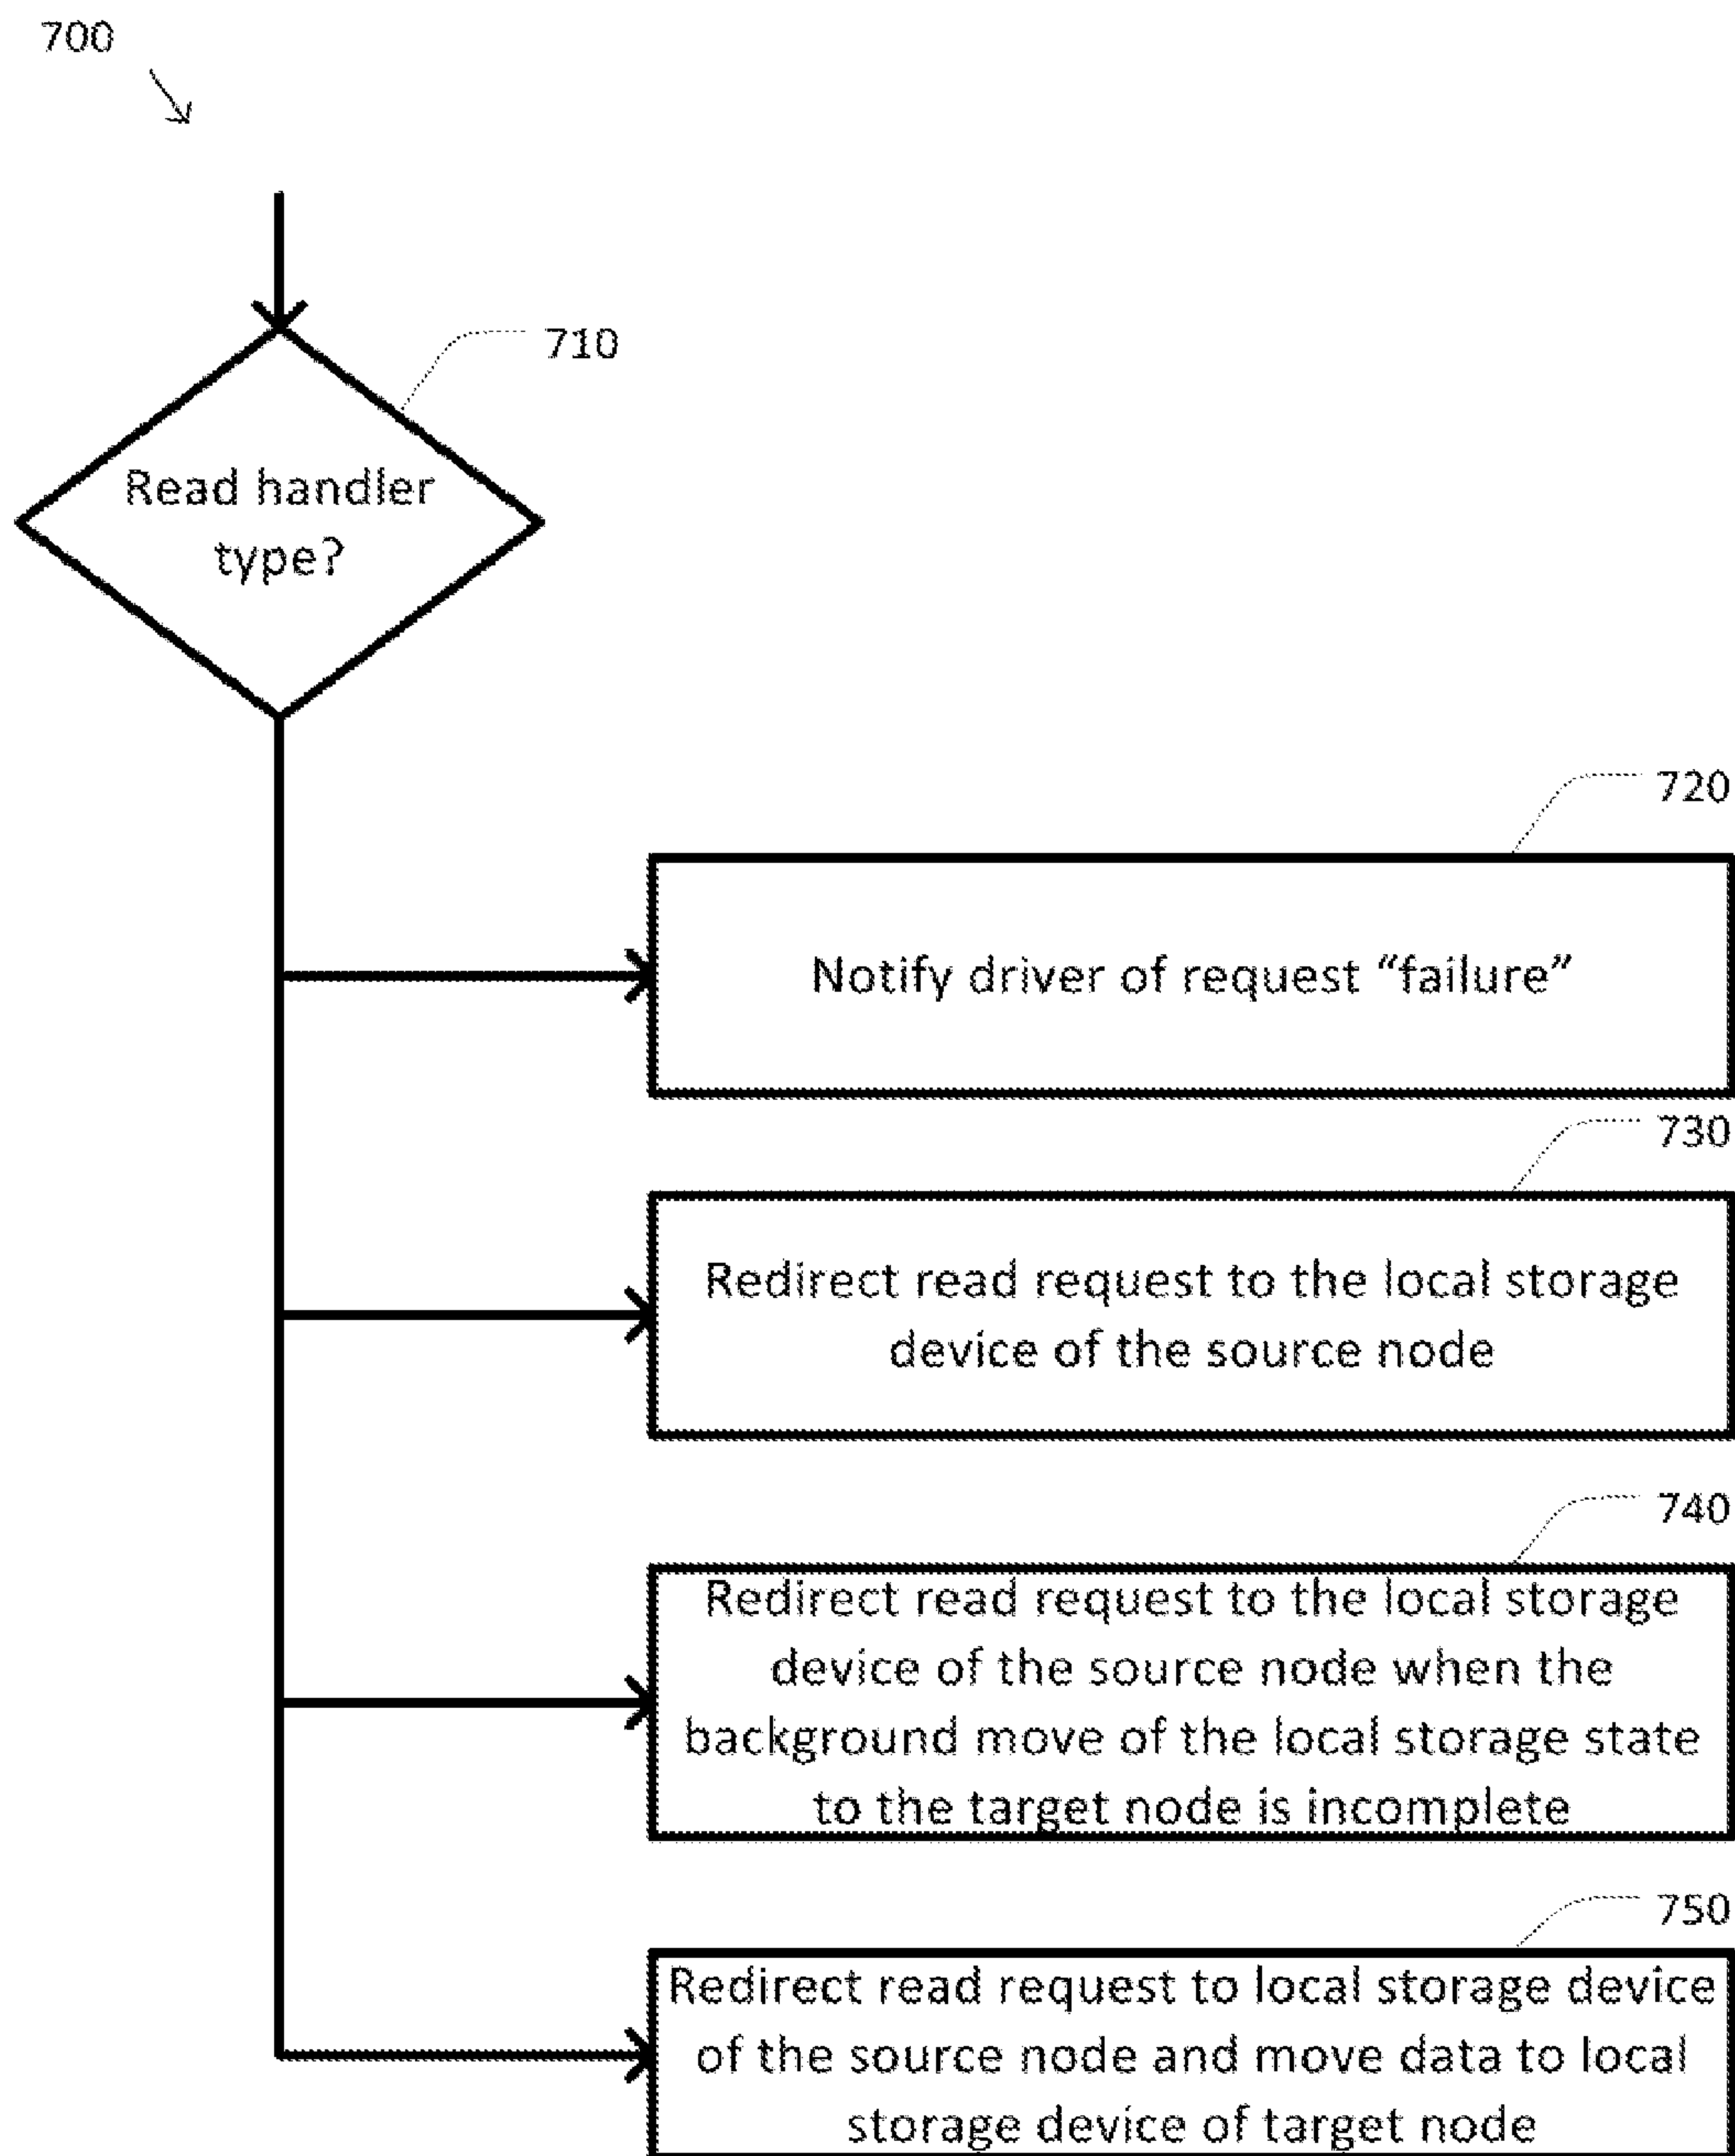 700
710
Read handler
type?
720
Notify driver of request “failure”
730
Redirect read request to the local storage
device of the source node
740
Redirect read request to the local storage
device of the source node when the
background move of the local storage state
to the target node is incomplete
750
Redirect read request to local storage device
of the source node and move data to local
storage device of target node